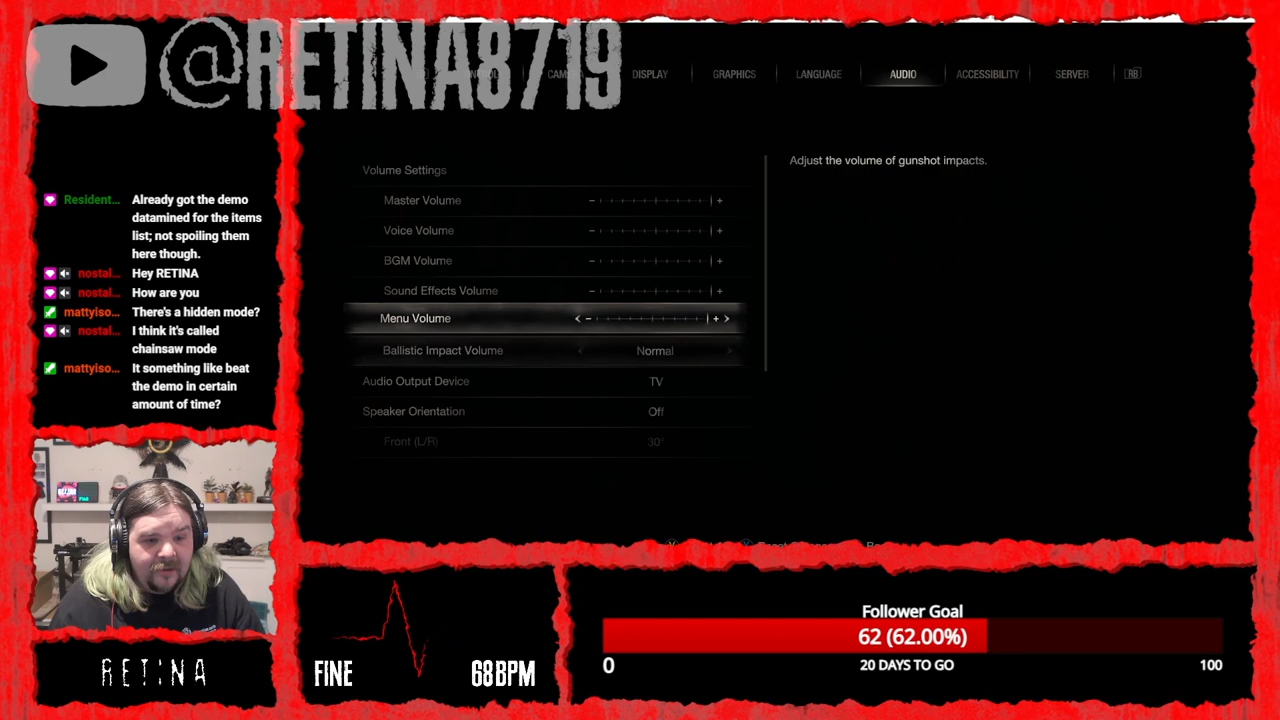 @RETINA8719
DISPLAY
GRAPHICS
LANGUAGE
AUDIO
ACCESSIBILITY
SERVER
RB
Volume Settings
Master Volume
Voice Volume
BGM Volume
Sound Effects Volume
Menu Volume
Ballistic Impact Volume Normal
Audio Output Device TV
Speaker Orientation Off
Front (L/R) 30°
Adjust the volume of gunshot impacts.
Resident... Already got the demo
datamined for the items
list; not spoiling them
here though.
nostal... Hey RETINA
nostal... How are you
mattyiso... There's a hidden mode?
nostal... I think it's called
chainsaw mode
mattyiso... It something like beat
the demo in certain
amount of time?
RETINA
FINE 68BPM
Follower Goal
62 (62.00%)
0 20 DAYS TO GO 100